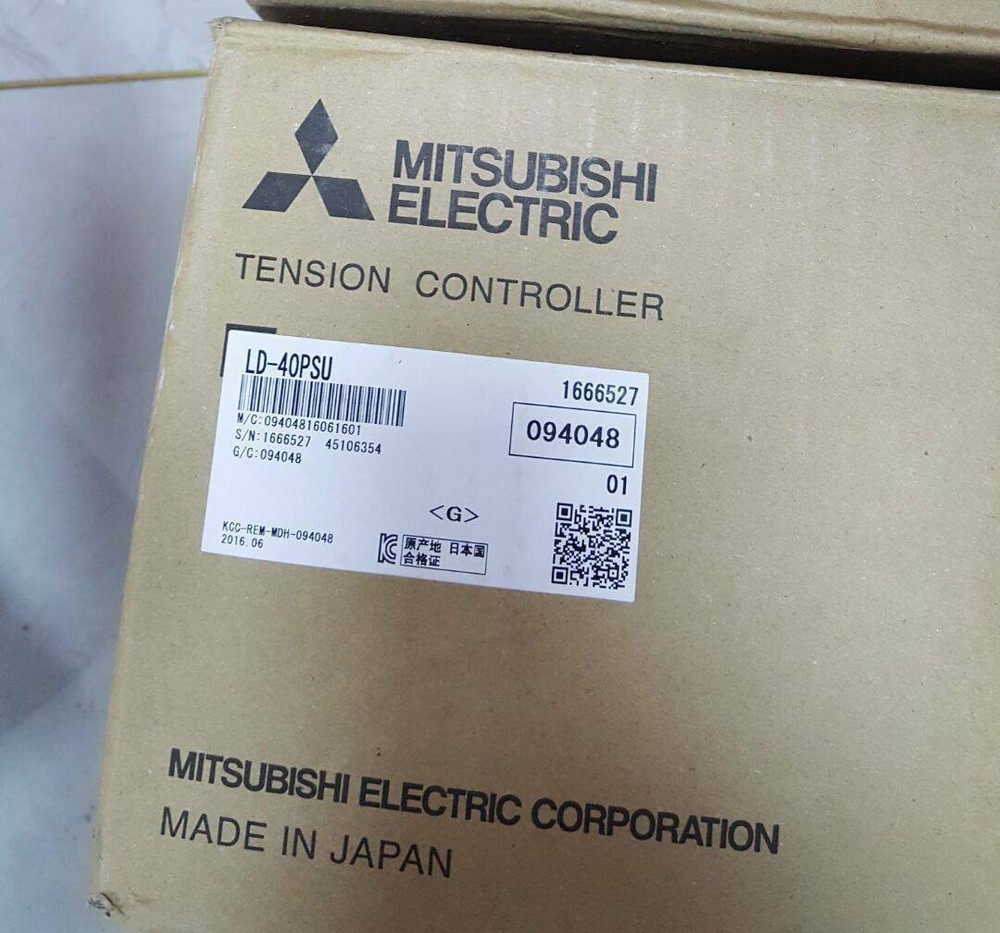 MITSUBISHI
ELECTRIC
TENSION CONTROLLER
LD-40PSU
1666527
M/C:09404816061601
S/N:1666527 45106354
G/C:094048
094048
01
<G>
KCC-REM-MDH-094048
2016.06
原产地 日本国
合格证
MITSUBISHI ELECTRIC CORPORATION
MADE IN JAPAN